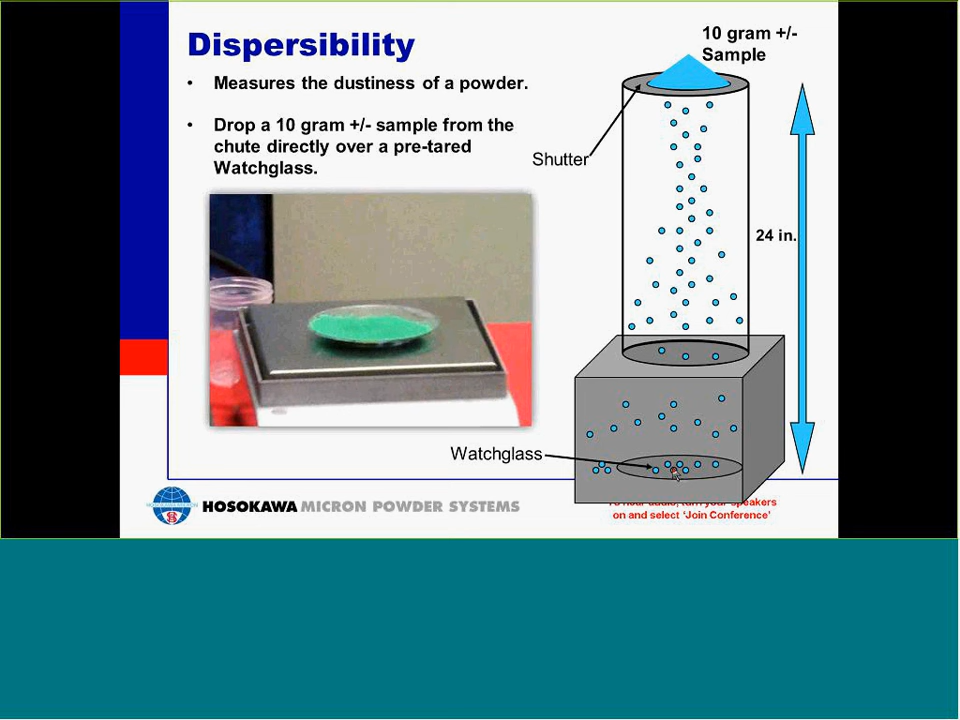 Dispersibility
• Measures the dustiness of a powder.
• Drop a 10 gram +/- sample from the
chute directly over a pre-tared
Watchglass.
10 gram +/-
Sample
Shutter
24 in.
Watchglass
HOSOKAWA MICRON POWDER SYSTEMS
speakers
on and select ‘Join Conference’